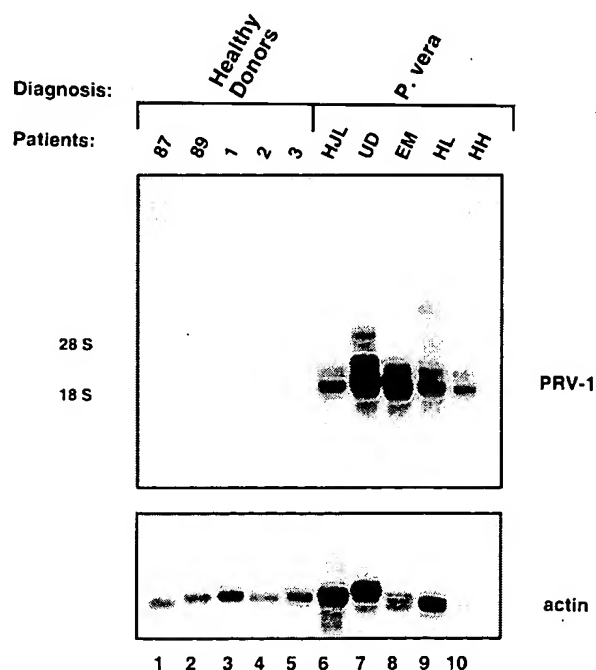 Healthy Donors
P. vera
Diagnosis:
Patients: 87 89 1 2 3 HJL UD EM HL HH
28 S
18 S
PRV-1
actin
1 2 3 4 5 6 7 8 9 10